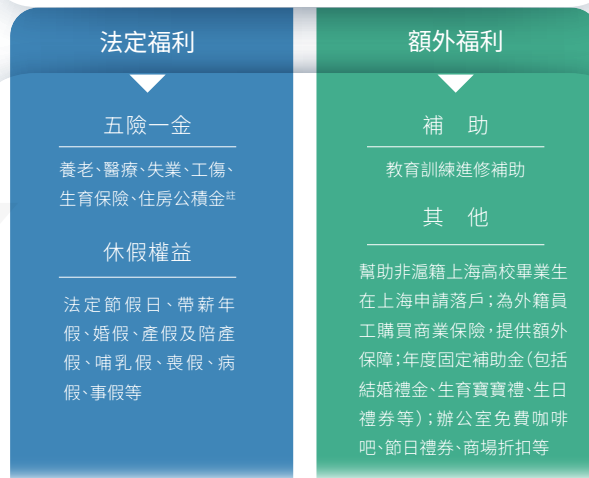 法定福利
五險一金
養老、醫療、失業、工傷、
生育保險、住房公積金註
休假權益
法定節假日、帶薪年
假、婚假、產假及陪產
假、哺乳假、喪假、病
假、事假等
額外福利
補 助
教育訓練進修補助
其 他
幫助非滬籍上海高校畢業生
在上海申請落戶;為外籍員
工購買商業保險,提供額外
保障;年度固定補助金(包括
結婚禮金、生育寶寶禮、生日
禮券等);辦公室免費咖啡
吧、節日禮券、商場折扣等